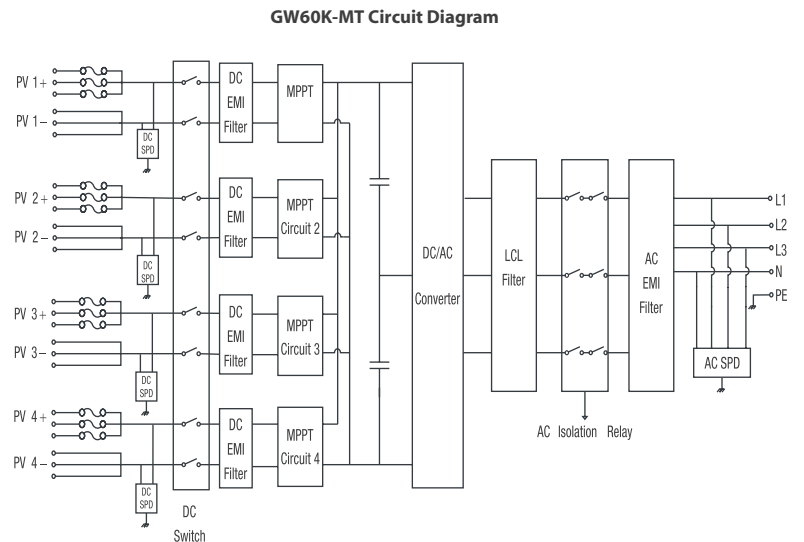 GW60K-MT Circuit Diagram
PV 1+
PV 1−
DC
SPD
DC
EMI
Filter
MPPT
PV 2+
PV 2−
DC
SPD
DC
EMI
Filter
MPPT
Circuit 2
PV 3+
PV 3−
DC
SPD
DC
EMI
Filter
MPPT
Circuit 3
PV 4+
PV 4−
DC
SPD
DC
EMI
Filter
MPPT
Circuit 4
DC
Switch
DC/AC
Converter
LCL
Filter
AC Isolation Relay
AC
EMI
Filter
L1
L2
L3
N
PE
AC SPD